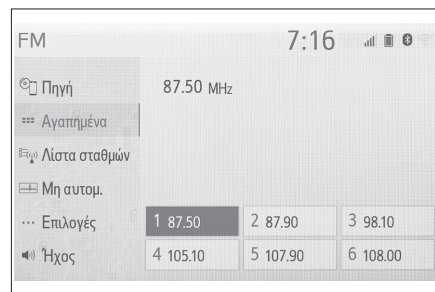 FM 7:16
Πηγή 87.50 MHz
Αγαπημένα
Λίστα σταθμών
Μη αυτομ.
Επιλογές 1 87.50 2 87.90 3 98.10
Ήχος 4 105.10 5 107.90 6 108.00